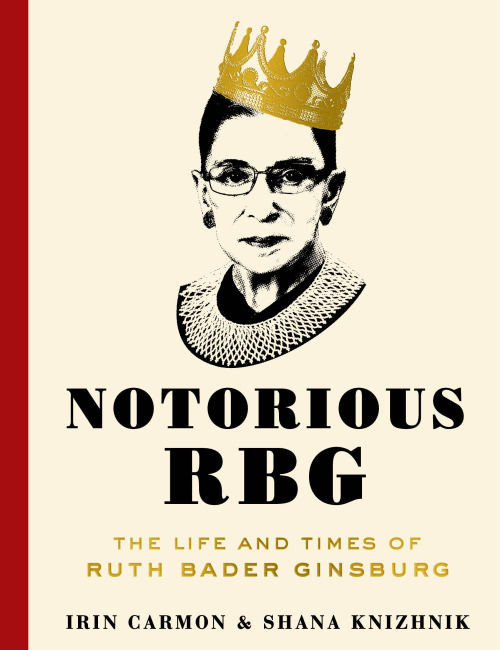 NOTORIOUS
RBG
THE LIFE AND TIMES OF
RUTH BADER GINSBURG
IRIN CARMON & SHANA KNIZHNIK